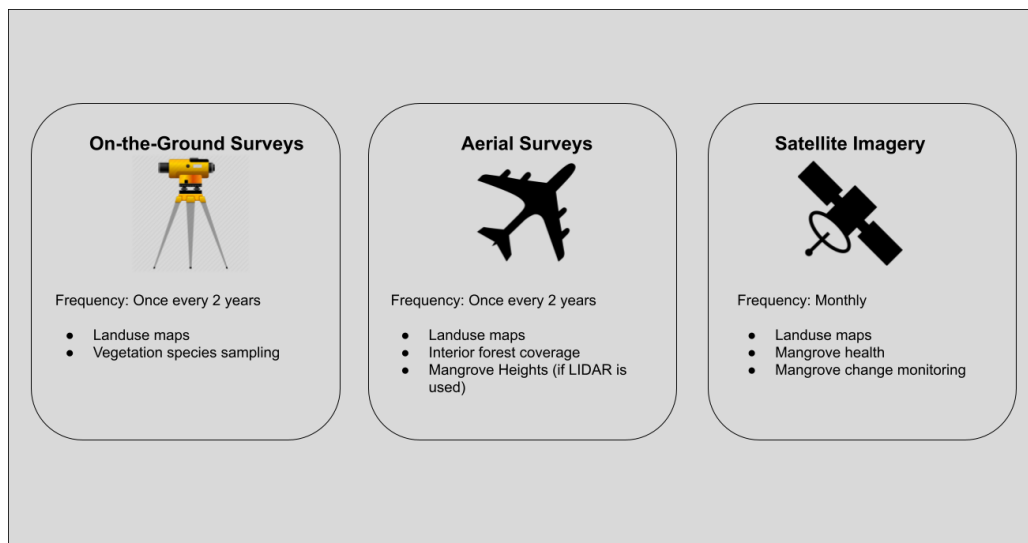 On-the-Ground Surveys
Frequency: Once every 2 years
● Landuse maps
● Vegetation species sampling
Aerial Surveys
Frequency: Once every 2 years
● Landuse maps
● Interior forest coverage
● Mangrove Heights (if LIDAR is
used)
Satellite Imagery
Frequency: Monthly
● Landuse maps
● Mangrove health
● Mangrove change monitoring